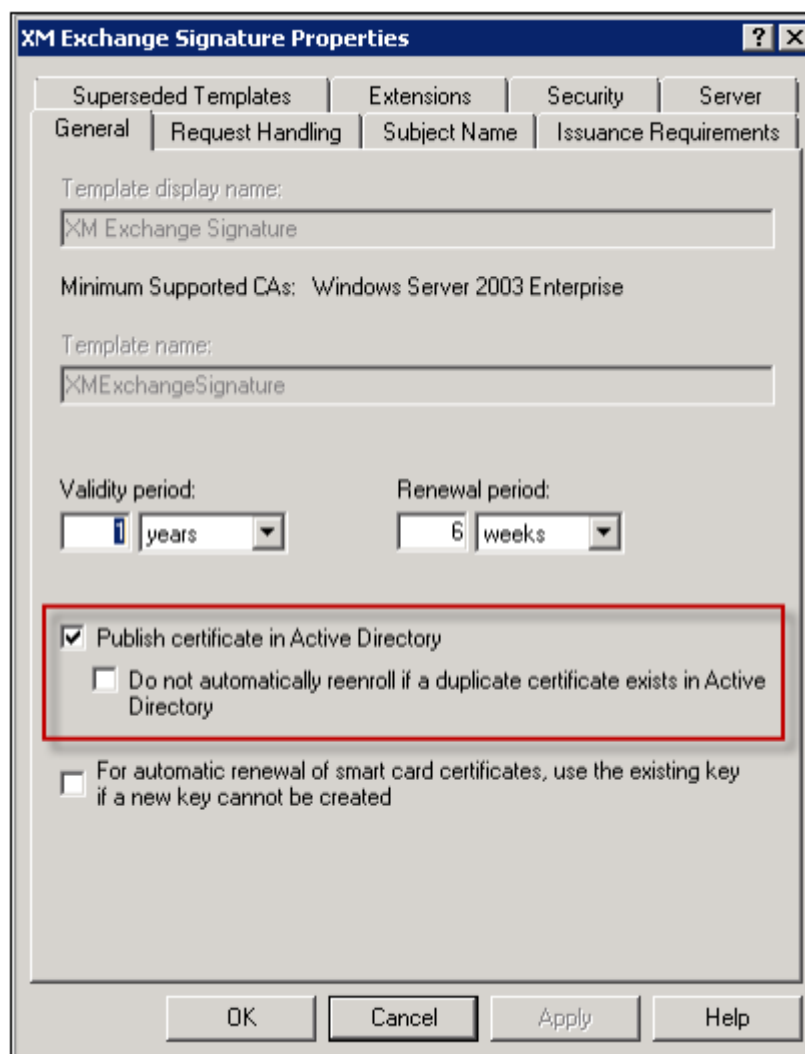 XM Exchange Signature Properties
Superseded Templates Extensions Security Server
General Request Handling Subject Name Issuance Requirements
Template display name:
XM Exchange Signature
Minimum Supported CAs: Windows Server 2003 Enterprise
Template name:
XMExchangeSignature
Validity period: Renewal period:
1 years 6 weeks
Publish certificate in Active Directory
Do not automatically reenroll if a duplicate certificate exists in Active
Directory
For automatic renewal of smart card certificates, use the existing key
if a new key cannot be created
OK Cancel Apply Help